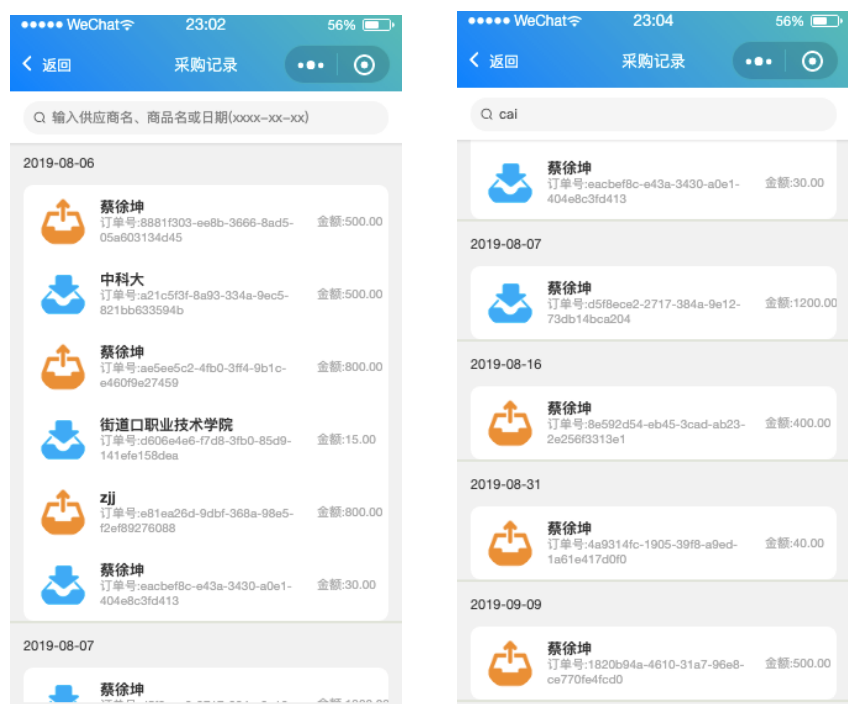 WeChat 23:02 56%
返回 采购记录
输入供应商名、商品名或日期(xxxx-xx-xx)
2019-08-06
蔡徐坤
订单号:8881f303-ee8b-3666-8ad5-
05a603134d45
金额:500.00
中科大
订单号:a21c5f3f-8a93-334a-9ec5-
821bb633594b
金额:500.00
蔡徐坤
订单号:ae5ee5c2-4fb0-3ff4-9b1c-
e460f9e27459
金额:800.00
街道口职业技术学院
订单号:d606e4e6-f7d8-3fb0-85d9-
141efe158dea
金额:15.00
zjj
订单号:e81ea26d-9dbf-368a-98e5-
f2ef89276088
金额:800.00
蔡徐坤
订单号:eacbef8c-e43a-3430-a0e1-
404e8c3fd413
金额:30.00
2019-08-07
蔡徐坤
WeChat 23:04 56%
返回 采购记录
cai
蔡徐坤
订单号:eacbef8c-e43a-3430-a0e1-
404e8c3fd413
金额:30.00
2019-08-07
蔡徐坤
订单号:d5f8ece2-2717-384a-9e12-
73db14bca204
金额:1200.00
2019-08-16
蔡徐坤
订单号:8e592d54-eb45-3cad-ab23-
2e256f3313e1
金额:400.00
2019-08-31
蔡徐坤
订单号:4a9314fc-1905-39f8-a9ed-
1a61e417d0f0
金额:40.00
2019-09-09
蔡徐坤
订单号:1820b94a-4610-31a7-96e8-
ce770fe4fcd0
金额:500.00